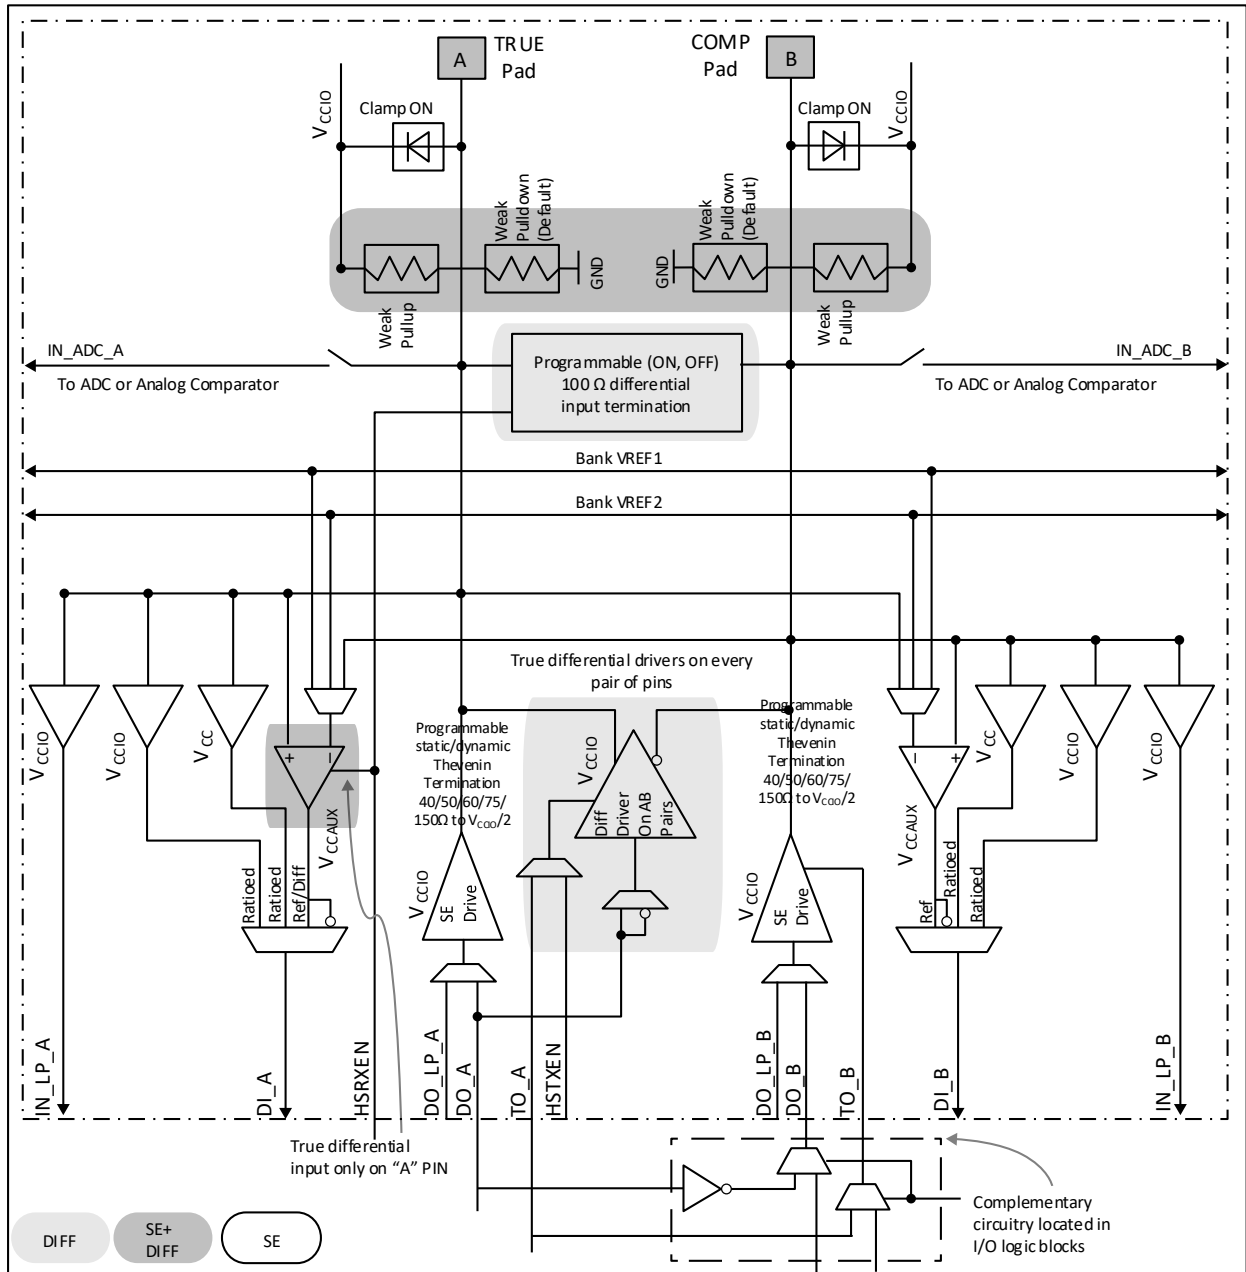 TRUE
Pad
COMP
Pad
A
B
VCCIO
Clamp ON
Clamp ON
VCCIO
Weak
Pulldown
(Default)
Weak
Pulldown
(Default)
GND
GND
Weak
Pullup
Weak
Pullup
IN_ADC_A
To ADC or Analog Comparator
Programmable (ON, OFF)
100 Ω differential
input termination
IN_ADC_B
To ADC or Analog Comparator
Bank VREF1
Bank VREF2
True differential drivers on every
pair of pins
VCCIO
VCCIO
VCC
+
–
VCCAUX
Programmable
static/dynamic
Thevenin
Termination
40/50/60/75/
150Ω to VCCIO/2
VCCIO
Diff
Driver
On AB
Pairs
Programmable
static/dynamic
Thevenin
Termination
40/50/60/75/
150Ω to VCCIO/2
–
+
VCCAUX
VCC
VCCIO
VCCIO
Ratioed
Ratioed
Ref/Diff
VCCIO
SE
Drive
VCCIO
SE
Drive
Ref
Ratioed
Ratioed
IN_LP_A
DI_A
HSRXEN
DO_LP_A
DO_A
TO_A
HSTXEN
DO_LP_B
DO_B
TO_B
DI_B
IN_LP_B
True differential
input only on “A” PIN
Complementary
circuitry located in
I/O logic blocks
DIFF
SE+
DIFF
SE